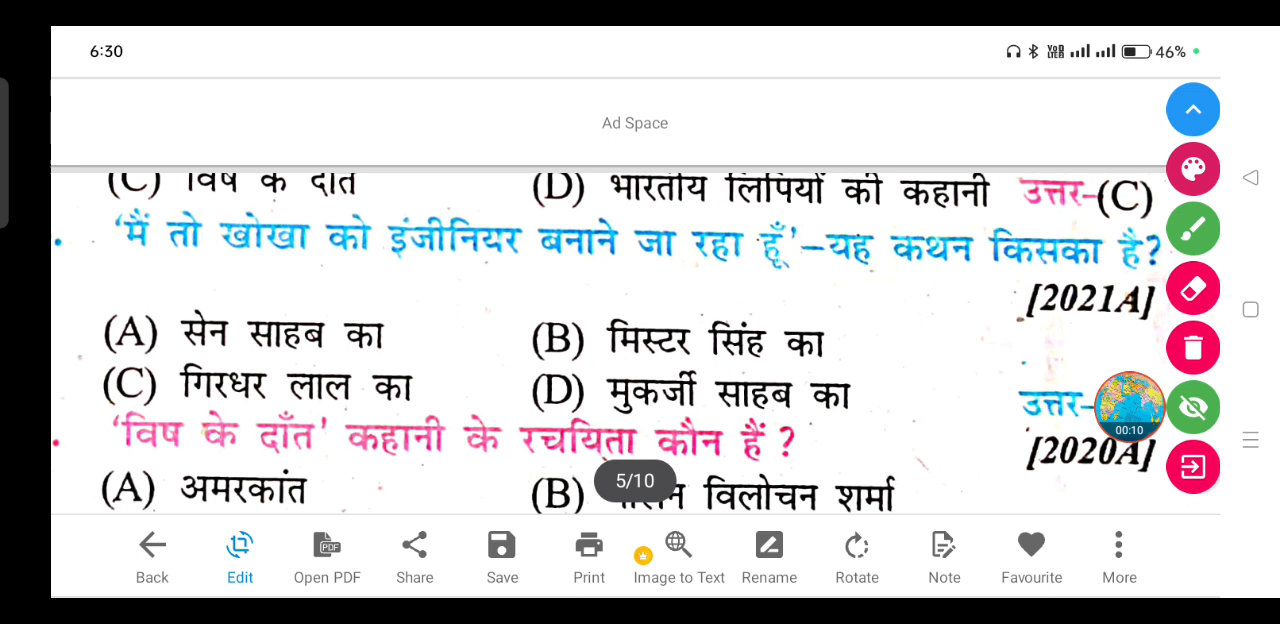 6:30
46%
Ad Space
(C) विष के दाँत (D) भारतीय लिपियों की कहानी उत्तर-(C)
'मैं तो खोखा को इंजीनियर बनाने जा रहा हूँ'-यह कथन किसका है?
[2021A]
(A) सेन साहब का (B) मिस्टर सिंह का
(C) गिरधर लाल का (D) मुकर्जी साहब का उत्तर-
00:10
'विष के दाँत' कहानी के रचयिता कौन हैं ?
[2020A]
(A) अमरकांत (B) विलोचन शर्मा
5/10
Back Edit Open PDF Share Save Print Image to Text Rename Rotate Note Favourite More